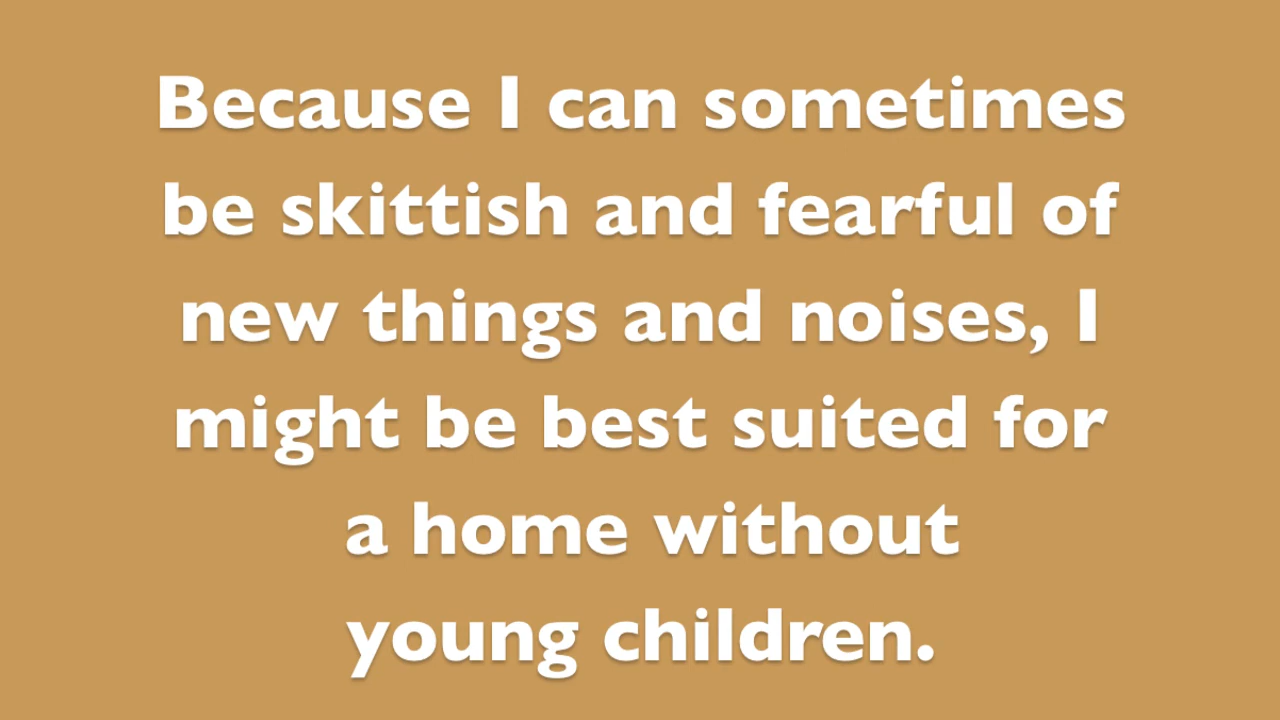 Because I can sometimes
be skittish and fearful of
new things and noises, I
might be best suited for
a home without
young children.